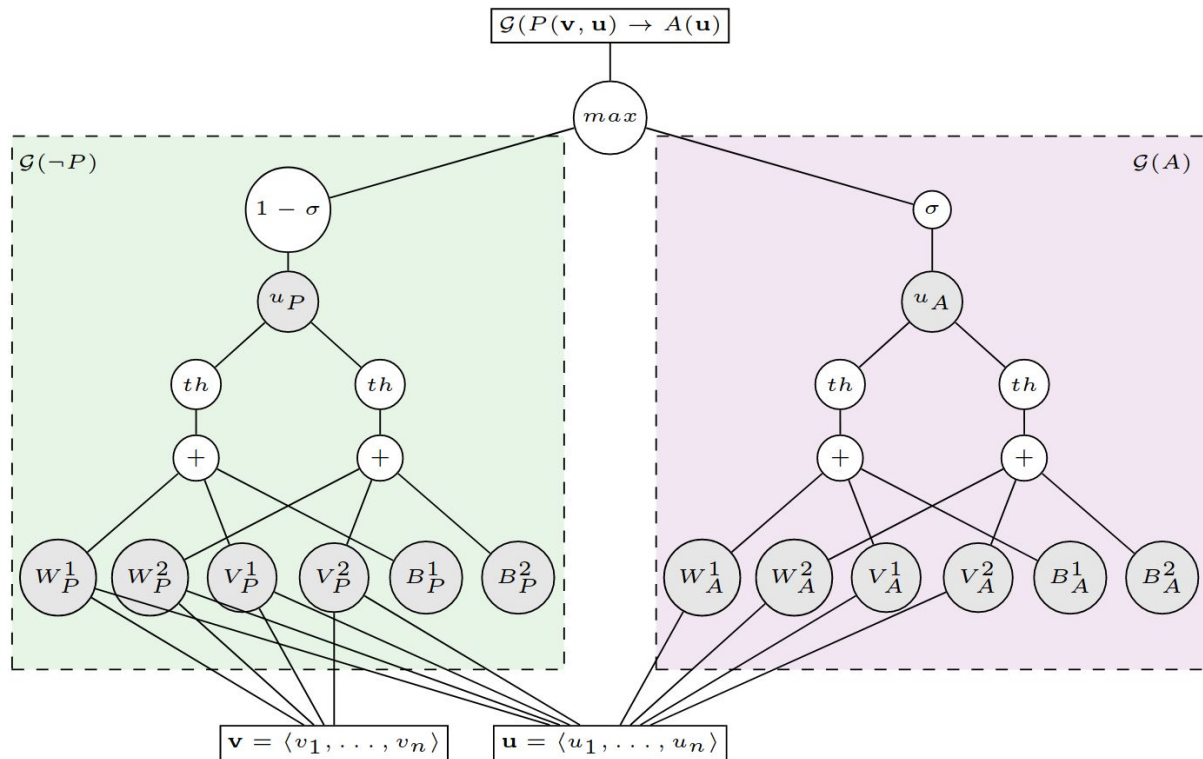 𝒢(P(𝐯, 𝐮) → A(𝐮)
max
𝒢(¬P)
𝒢(A)
1 − σ
σ
u_P
u_A
th
th
th
th
+
+
+
+
W_P^1
W_P^2
V_P^1
V_P^2
B_P^1
B_P^2
W_A^1
W_A^2
V_A^1
V_A^2
B_A^1
B_A^2
𝐯 = ⟨v_1, . . . , v_n⟩
𝐮 = ⟨u_1, . . . , u_n⟩